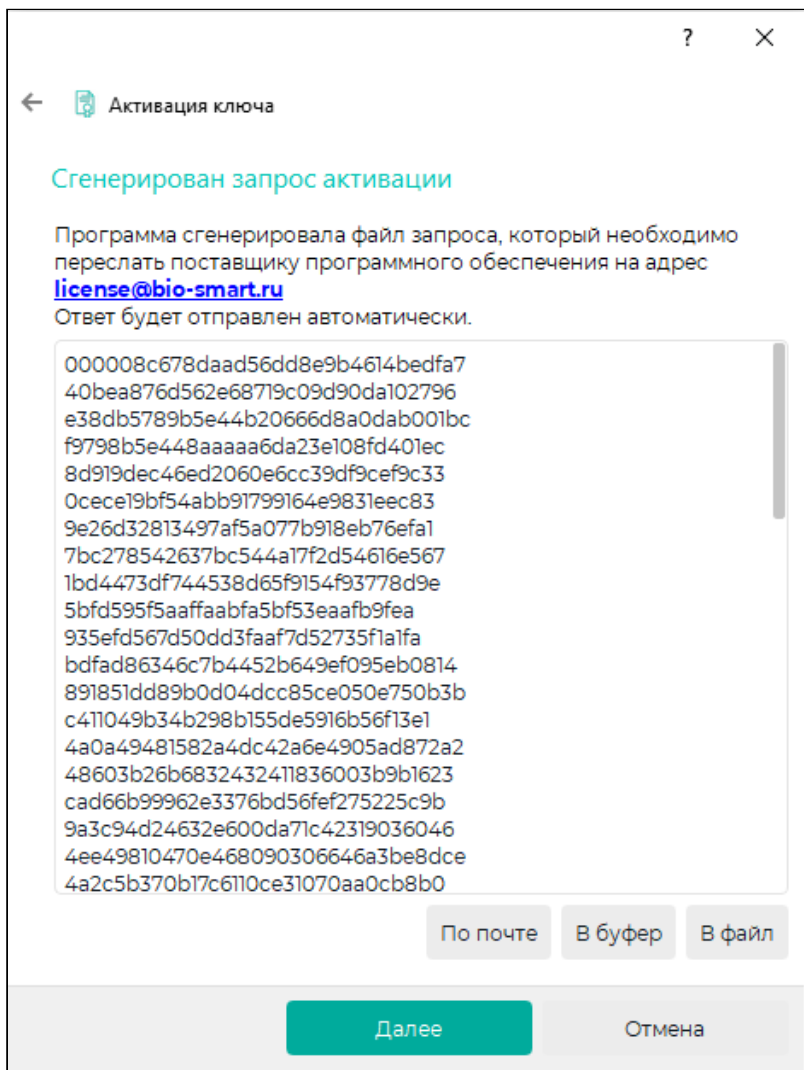 ?
Активация ключа
Сгенерирован запрос активации
Программа сгенерировала файл запроса, который необходимо
переслать поставщику программного обеспечения на адрес
license@bio-smart.ru
Ответ будет отправлен автоматически.
000008c678daad56dd8e9b4614bedfa7
40bea876d562e68719c09d90da102796
e38db5789b5e44b20666d8a0dab001bc
f9798b5e448aaaaa6da23e108fd401ec
8d919dec46ed2060e6cc39df9cef9c33
0cece19bf54abb91799164e9831eec83
9e26d32813497af5a077b918eb76efa1
7bc278542637bc544a17f2d54616e567
1bd4473df744538d65f9154f93778d9e
5bfd595f5aaffaabfa5bf53eaafb9fea
935efd567d50dd3faaf7d52735f1a1fa
bdfad86346c7b4452b649ef095eb0814
891851dd89b0d04dcc85ce050e750b3b
c411049b34b298b155de5916b56f13e1
4a0a49481582a4dc42a6e4905ad872a2
48603b26b6832432411836003b9b1623
cad66b99962e3376bd56fef275225c9b
9a3c94d24632e600da71c42319036046
4ee49810470e468090306646a3be8dce
4a2c5b370b17c6110ce31070aa0cb8b0
По почте В буфер В файл
Далее Отмена